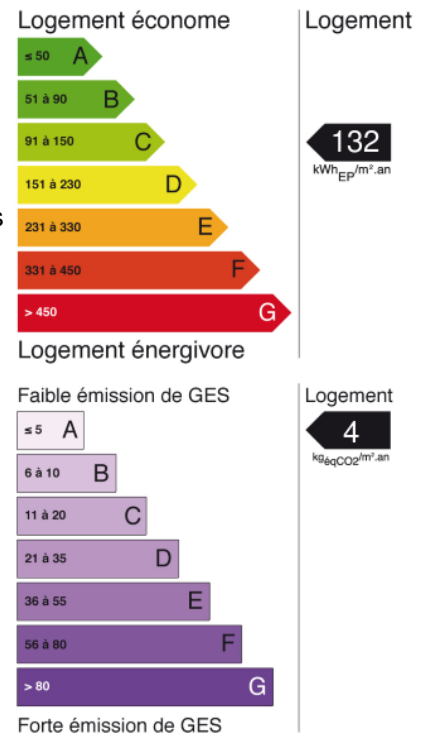 Logement économe
Logement
≤ 50 A
51 à 90 B
91 à 150 C
132
kWhEP/m².an
151 à 230 D
s
231 à 330 E
331 à 450 F
> 450 G
Logement énergivore
Faible émission de GES
Logement
≤ 5 A
4
kgéqCO2/m².an
6 à 10 B
11 à 20 C
21 à 35 D
36 à 55 E
56 à 80 F
> 80 G
Forte émission de GES